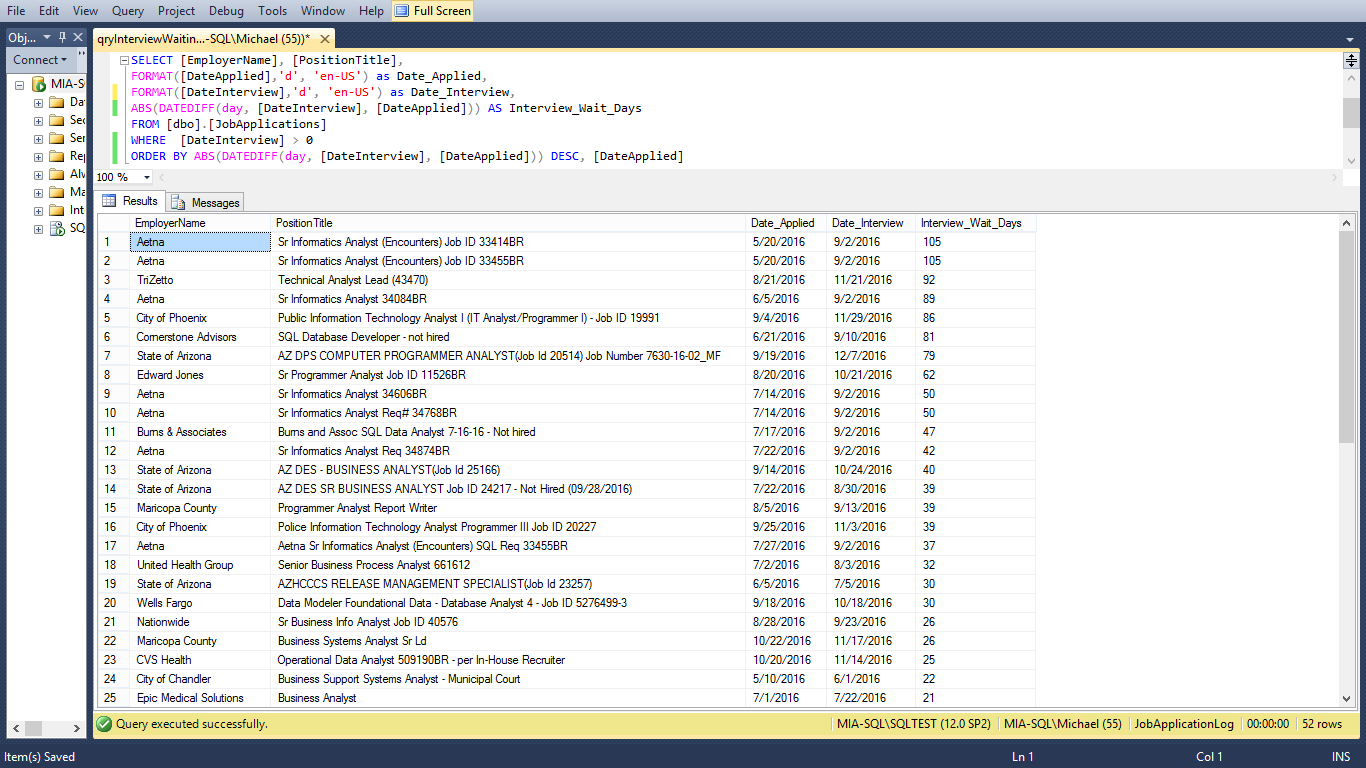 File Edit View Query Project Debug Tools Window Help Full Screen
Obj...
qryInterviewWaitin...-SQL\Michael (55))*
Connect
MIA-S
Da
Sec
Ser
Rep
Alv
Ma
Int
SQ
SELECT [EmployerName], [PositionTitle],
FORMAT([DateApplied],'d', 'en-US') as Date_Applied,
FORMAT([DateInterview],'d', 'en-US') as Date_Interview,
ABS(DATEDIFF(day, [DateInterview], [DateApplied])) AS Interview_Wait_Days
FROM [dbo].[JobApplications]
WHERE  [DateInterview] > 0
ORDER BY ABS(DATEDIFF(day, [DateInterview], [DateApplied])) DESC, [DateApplied]
100 %
Results Messages
EmployerName PositionTitle Date_Applied Date_Interview Interview_Wait_Days
1 Aetna Sr Informatics Analyst (Encounters) Job ID 33414BR 5/20/2016 9/2/2016 105
2 Aetna Sr Informatics Analyst (Encounters) Job ID 33455BR 5/20/2016 9/2/2016 105
3 TriZetto Technical Analyst Lead (43470) 8/21/2016 11/21/2016 92
4 Aetna Sr Informatics Analyst 34084BR 6/5/2016 9/2/2016 89
5 City of Phoenix Public Information Technology Analyst I (IT Analyst/Programmer I) - Job ID 19991 9/4/2016 11/29/2016 86
6 Cornerstone Advisors SQL Database Developer - not hired 6/21/2016 9/10/2016 81
7 State of Arizona AZ DPS COMPUTER PROGRAMMER ANALYST(Job Id 20514) Job Number 7630-16-02_MF 9/19/2016 12/7/2016 79
8 Edward Jones Sr Programmer Analyst Job ID 11526BR 8/20/2016 10/21/2016 62
9 Aetna Sr Informatics Analyst 34606BR 7/14/2016 9/2/2016 50
10 Aetna Sr Informatics Analyst Req# 34768BR 7/14/2016 9/2/2016 50
11 Burns & Associates Burns and Assoc SQL Data Analyst 7-16-16 - Not hired 7/17/2016 9/2/2016 47
12 Aetna Sr Informatics Analyst Req 34874BR 7/22/2016 9/2/2016 42
13 State of Arizona AZ DES - BUSINESS ANALYST(Job Id 25166) 9/14/2016 10/24/2016 40
14 State of Arizona AZ DES SR BUSINESS ANALYST Job ID 24217 - Not Hired (09/28/2016) 7/22/2016 8/30/2016 39
15 Maricopa County Programmer Analyst Report Writer 8/5/2016 9/13/2016 39
16 City of Phoenix Police Information Technology Analyst Programmer III Job ID 20227 9/25/2016 11/3/2016 39
17 Aetna Aetna Sr Informatics Analyst (Encounters) SQL Req 33455BR 7/27/2016 9/2/2016 37
18 United Health Group Senior Business Process Analyst 661612 7/2/2016 8/3/2016 32
19 State of Arizona AZHCCCS RELEASE MANAGEMENT SPECIALIST(Job Id 23257) 6/5/2016 7/5/2016 30
20 Wells Fargo Data Modeler Foundational Data - Database Analyst 4 - Job ID 5276499-3 9/18/2016 10/18/2016 30
21 Nationwide Sr Business Info Analyst Job ID 40576 8/28/2016 9/23/2016 26
22 Maricopa County Business Systems Analyst Sr Ld 10/22/2016 11/17/2016 26
23 CVS Health Operational Data Analyst 509190BR - per In-House Recruiter 10/20/2016 11/14/2016 25
24 City of Chandler Business Support Systems Analyst - Municipal Court 5/10/2016 6/1/2016 22
25 Epic Medical Solutions Business Analyst 7/1/2016 7/22/2016 21
Query executed successfully. MIA-SQL\SQLTEST (12.0 SP2) MIA-SQL\Michael (55) JobApplicationLog 00:00:00 52 rows
Item(s) Saved Ln 1 Col 1 INS